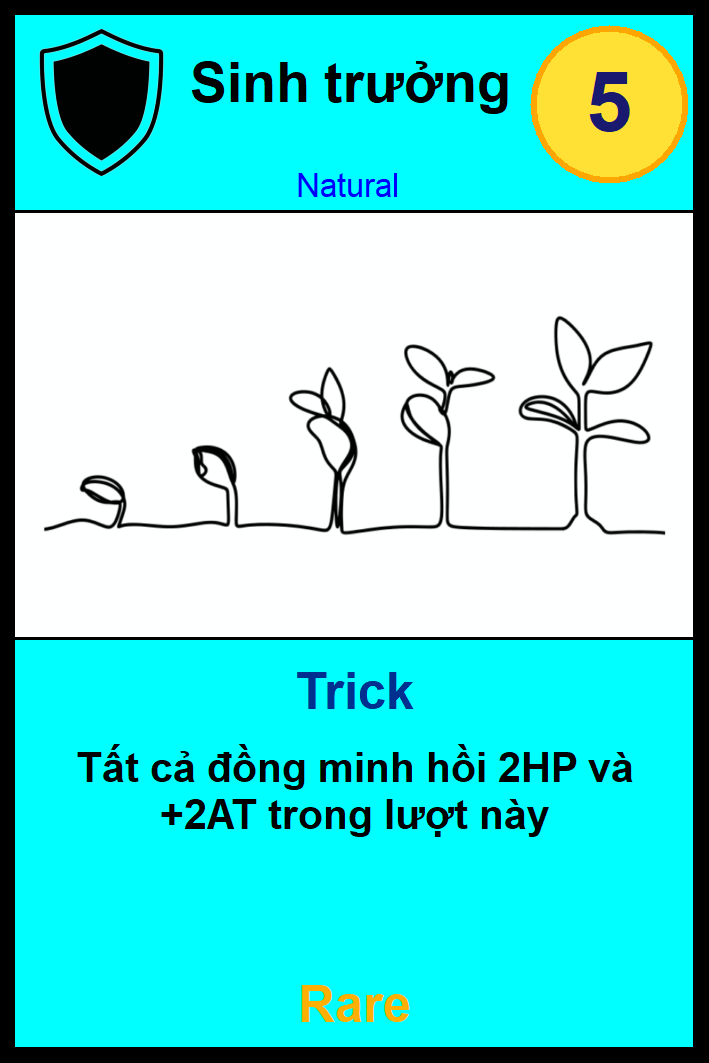 Sinh trưởng
5
Natural
Trick
Tất cả đồng minh hồi 2HP và
+2AT trong lượt này
Rare